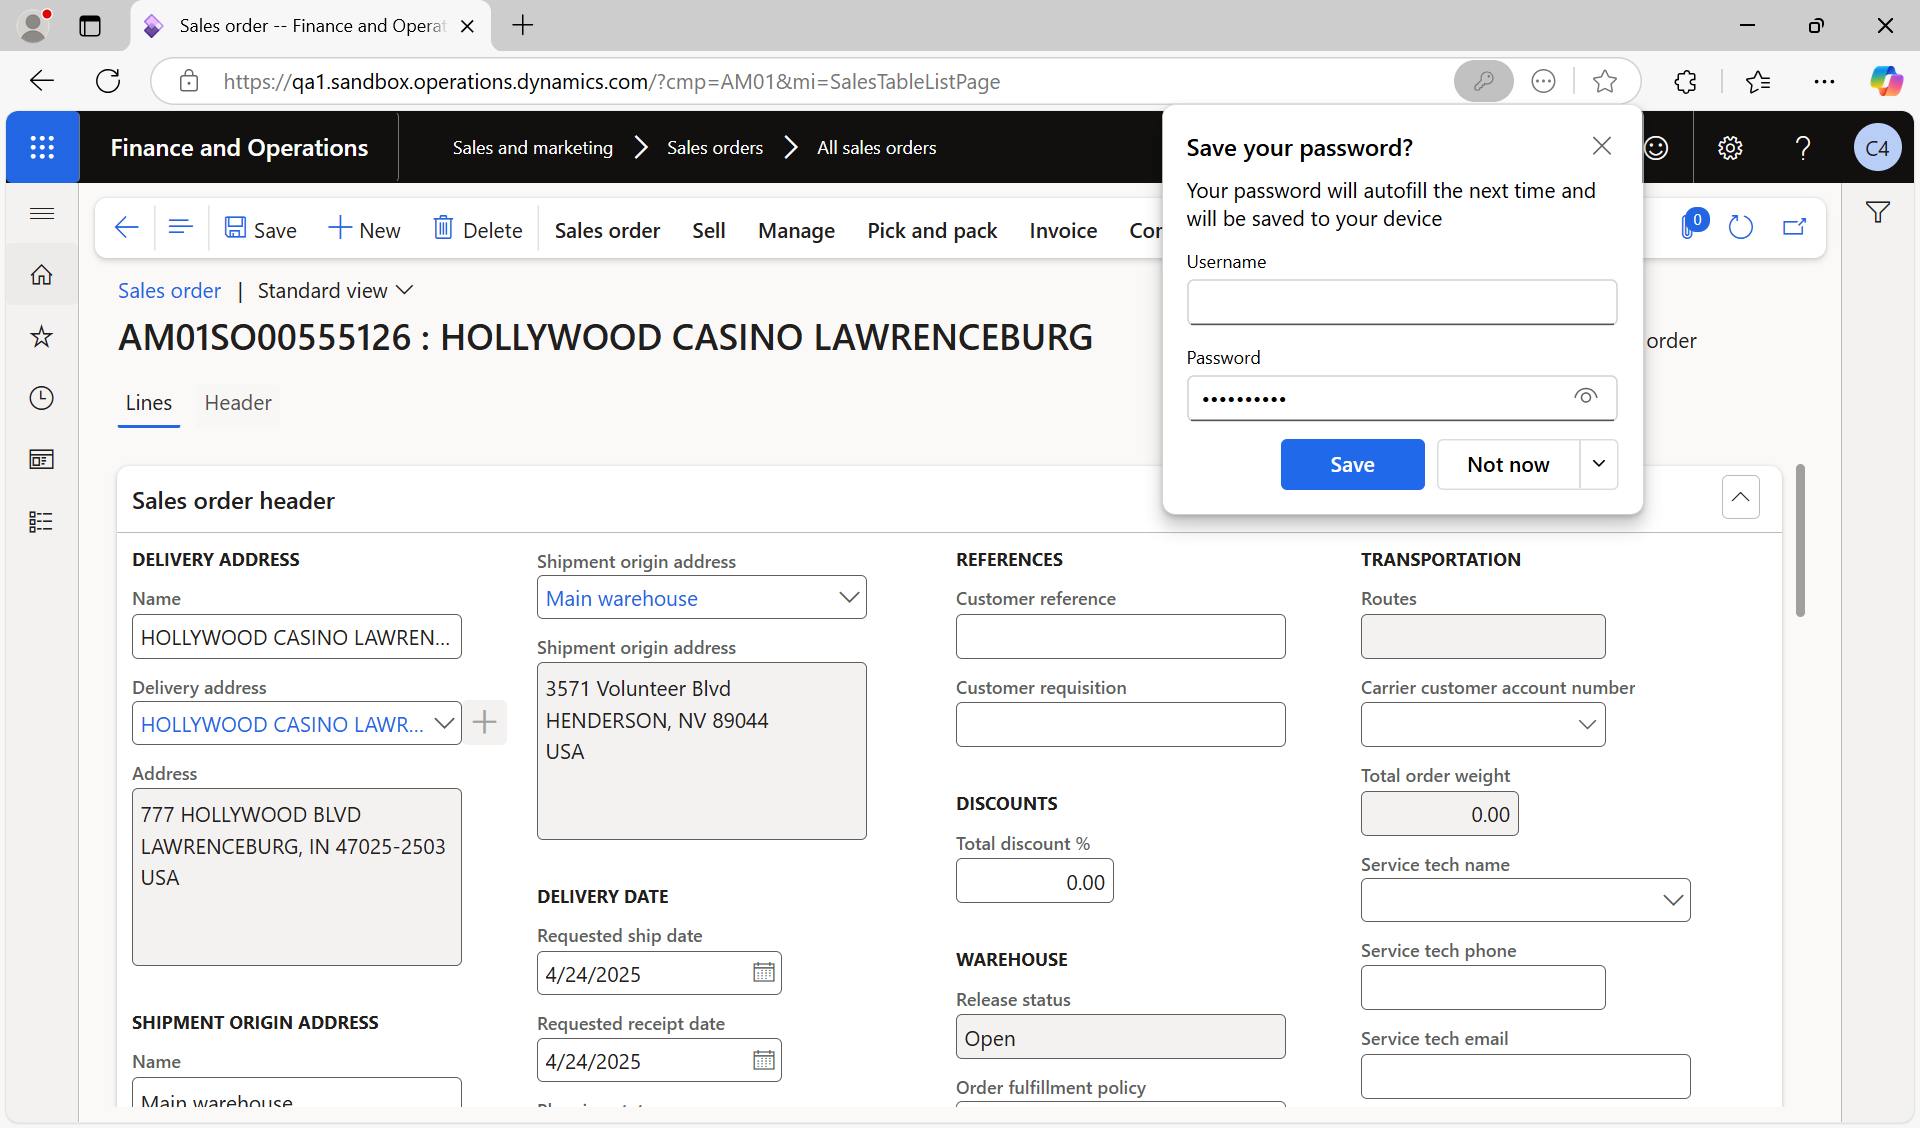 Sales order -- Finance and Operat
https://qa1.sandbox.operations.dynamics.com/?cmp=AM01&mi=SalesTableListPage
Finance and Operations
Sales and marketing
Sales orders
All sales orders
?
C4
Save
New
Delete
Sales order
Sell
Manage
Pick and pack
Invoice
Cor
0
Sales order | Standard view
AM01SO00555126 : HOLLYWOOD CASINO LAWRENCEBURG
order
Lines
Header
Save your password?
Your password will autofill the next time and
will be saved to your device
Username
Password
••••••••••
Save
Not now
Sales order header
DELIVERY ADDRESS
Name
HOLLYWOOD CASINO LAWREN...
Delivery address
HOLLYWOOD CASINO LAWR...
Address
777 HOLLYWOOD BLVD
LAWRENCEBURG, IN 47025-2503
USA
SHIPMENT ORIGIN ADDRESS
Name
Main warehouse
Shipment origin address
Main warehouse
Shipment origin address
3571 Volunteer Blvd
HENDERSON, NV 89044
USA
DELIVERY DATE
Requested ship date
4/24/2025
Requested receipt date
4/24/2025
REFERENCES
Customer reference
Customer requisition
DISCOUNTS
Total discount %
0.00
WAREHOUSE
Release status
Open
Order fulfillment policy
TRANSPORTATION
Routes
Carrier customer account number
Total order weight
0.00
Service tech name
Service tech phone
Service tech email